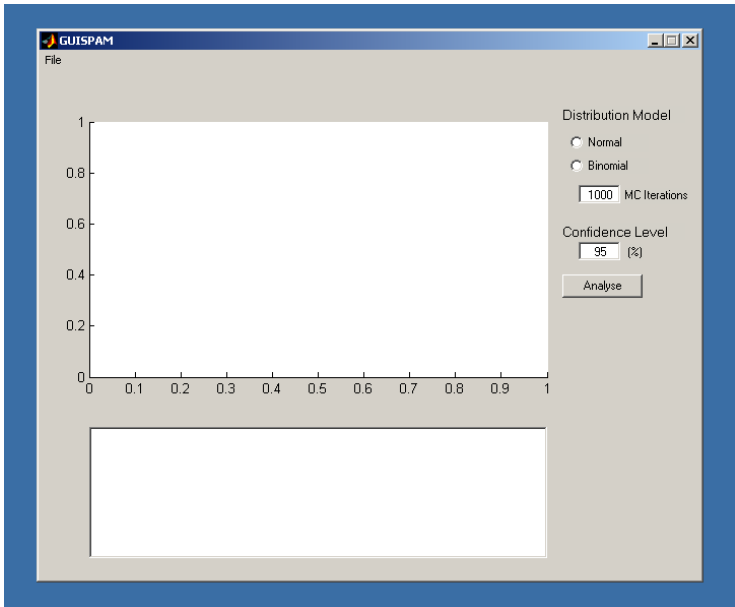 GUISPAM
File
Distribution Model
Normal
Binomial
1000 MC Iterations
Confidence Level
95 (%)
Analyse
1
0.8
0.6
0.4
0.2
0
0 0.1 0.2 0.3 0.4 0.5 0.6 0.7 0.8 0.9 1